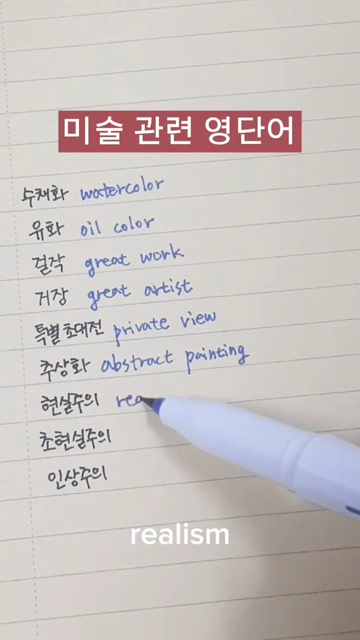 미술 관련 영단어
수채화 watercolor
유화 oil color
걸작 great work
거장 great artist
특별 초대전 private view
추상화 abstract painting
현실주의 rea
초현실주의
인상주의
realism